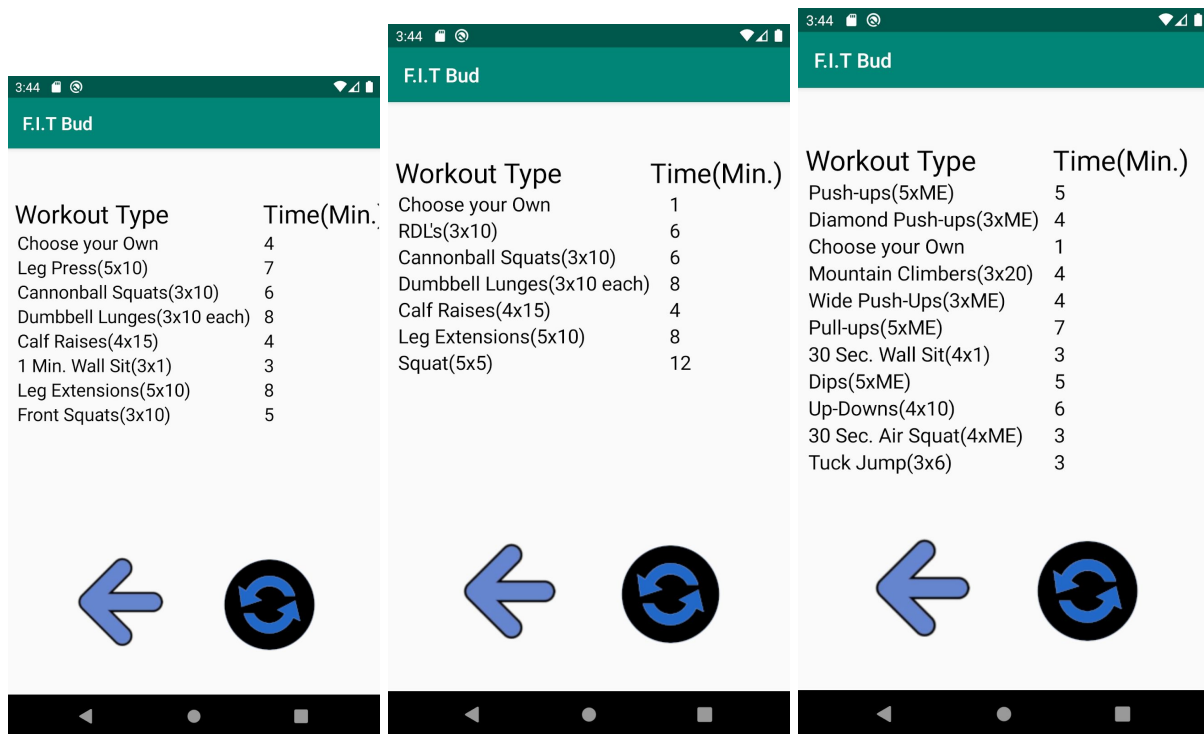 3:44
F.I.T Bud
Workout Type Time(Min.)
Choose your Own 4
Leg Press(5x10) 7
Cannonball Squats(3x10) 6
Dumbbell Lunges(3x10 each) 8
Calf Raises(4x15) 4
1 Min. Wall Sit(3x1) 3
Leg Extensions(5x10) 8
Front Squats(3x10) 5
3:44
F.I.T Bud
Workout Type Time(Min.)
Choose your Own 1
RDL's(3x10) 6
Cannonball Squats(3x10) 6
Dumbbell Lunges(3x10 each) 8
Calf Raises(4x15) 4
Leg Extensions(5x10) 8
Squat(5x5) 12
3:44
F.I.T Bud
Workout Type Time(Min.)
Push-ups(5xME) 5
Diamond Push-ups(3xME) 4
Choose your Own 1
Mountain Climbers(3x20) 4
Wide Push-Ups(3xME) 4
Pull-ups(5xME) 7
30 Sec. Wall Sit(4x1) 3
Dips(5xME) 5
Up-Downs(4x10) 6
30 Sec. Air Squat(4xME) 3
Tuck Jump(3x6) 3